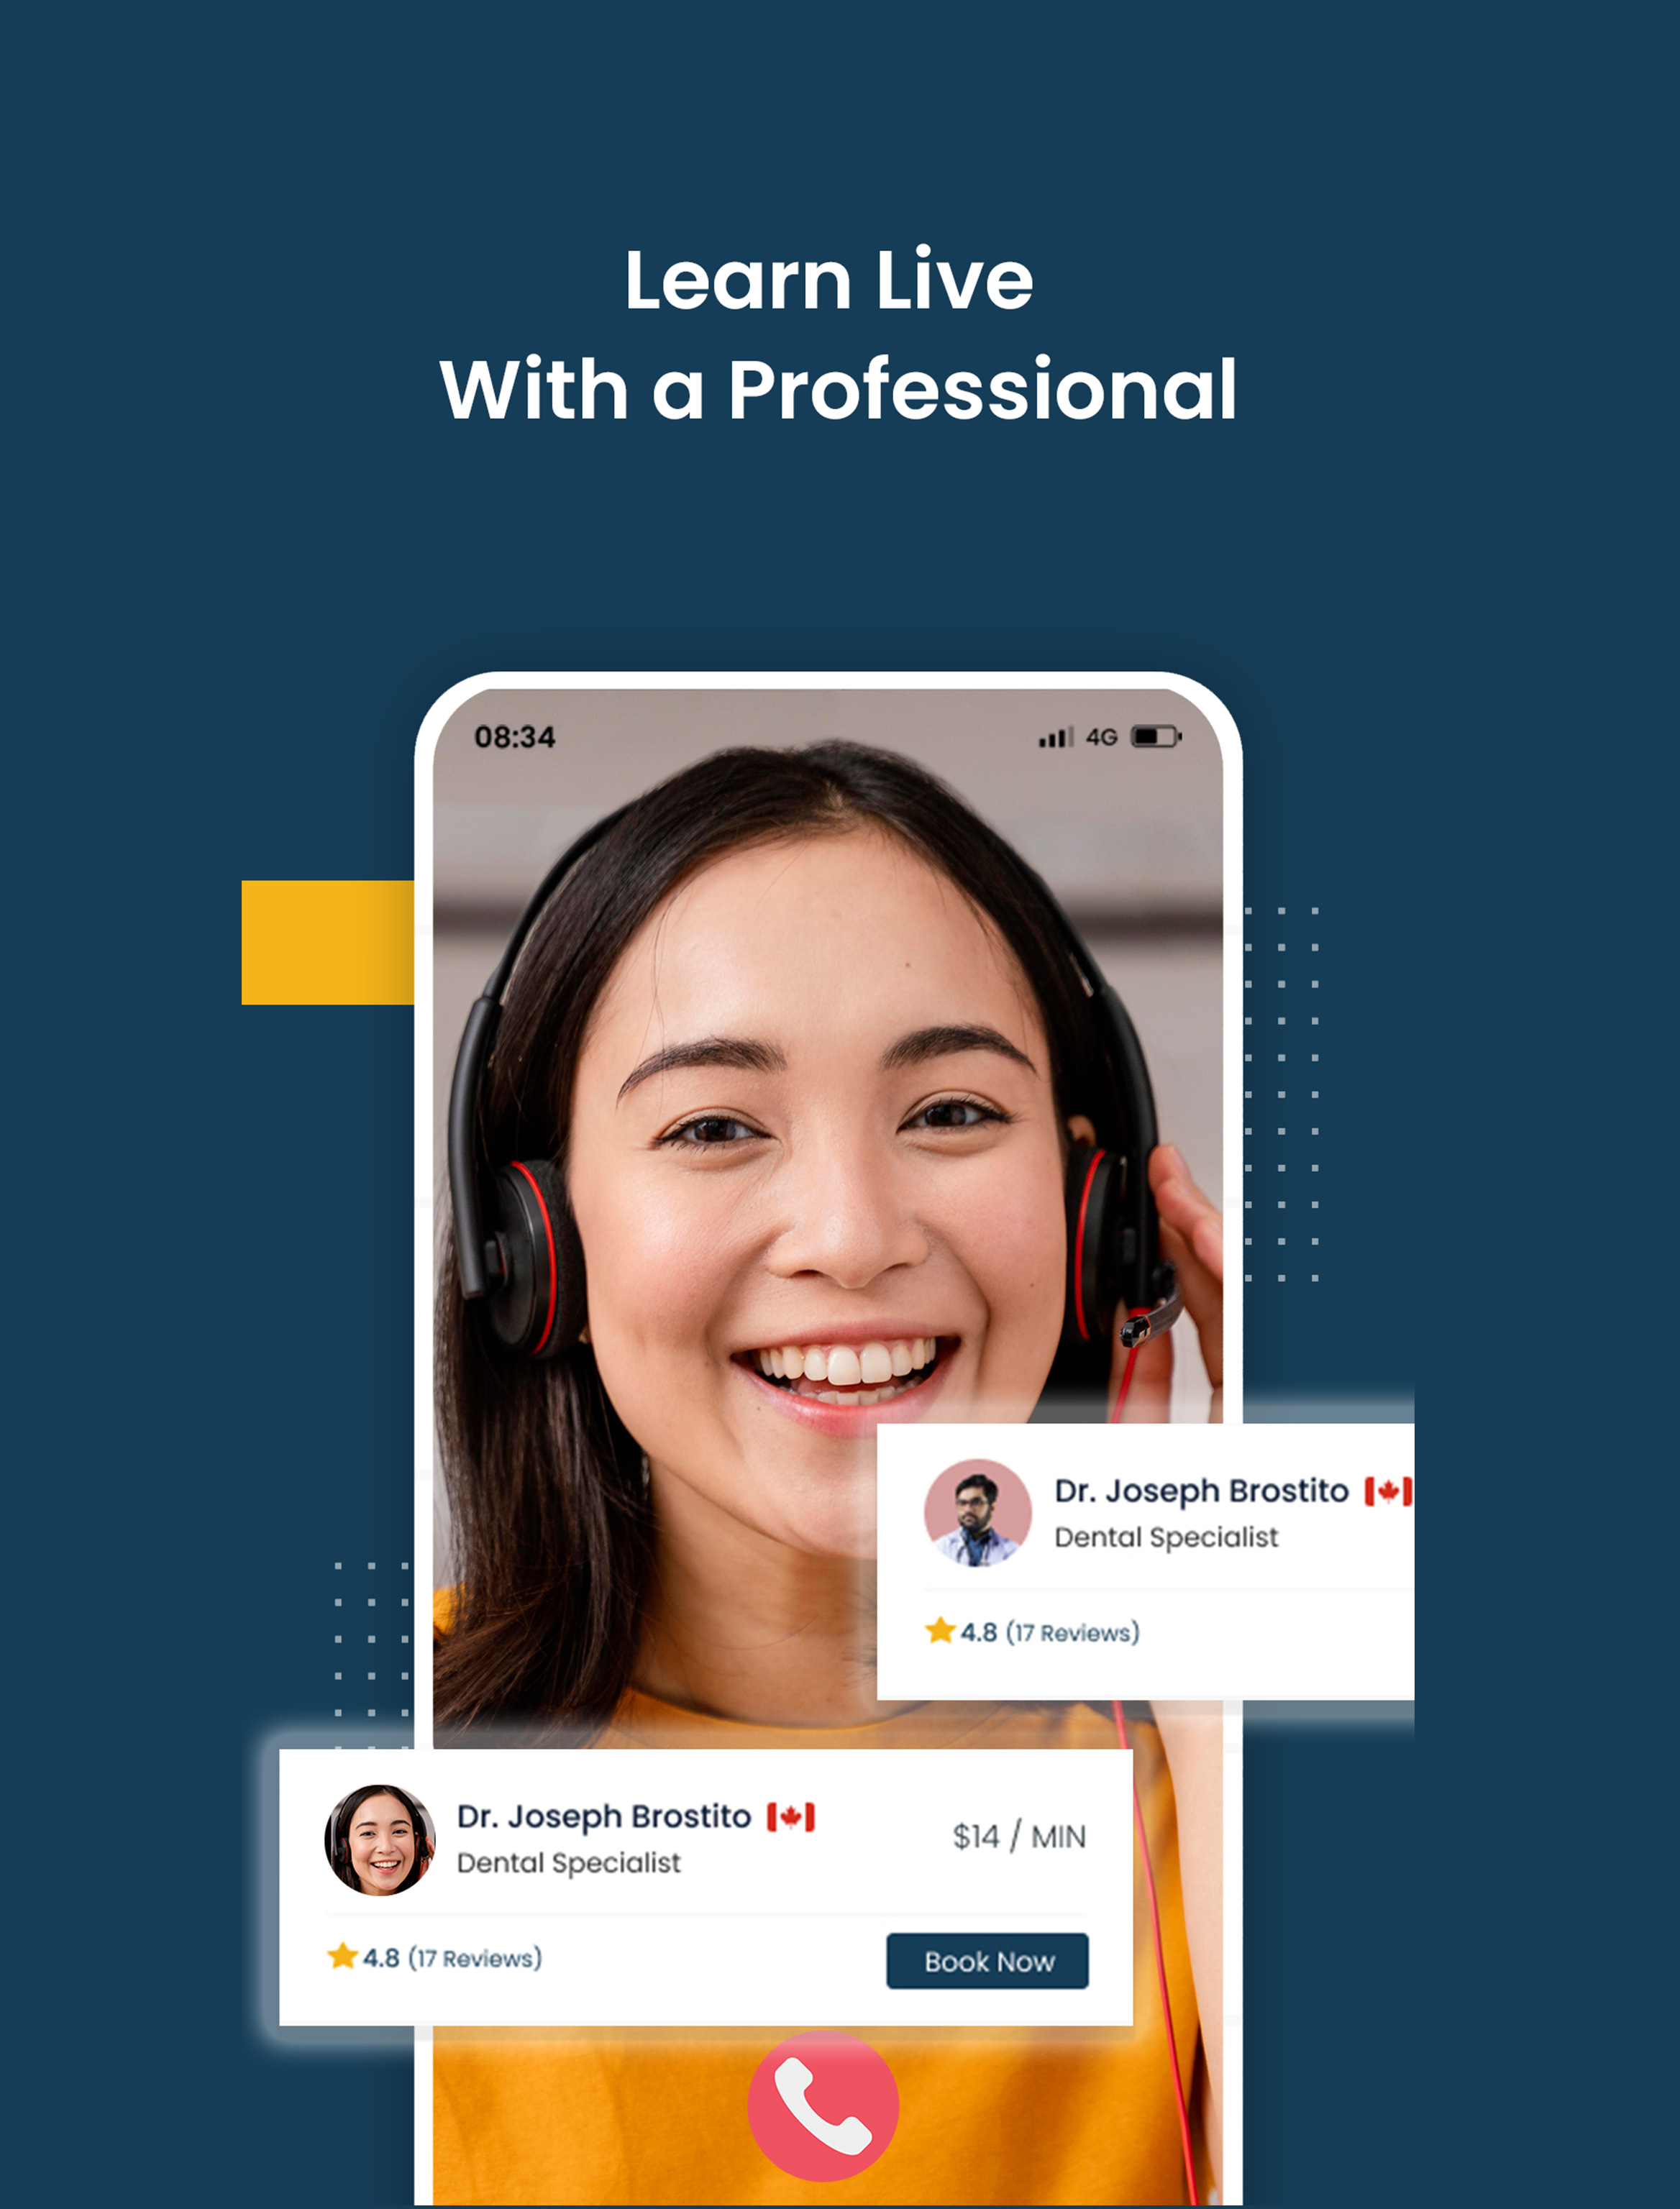 Learn Live
With a Professional
08:34
4G
Dr. Joseph Brostito
Dental Specialist
4.8 (17 Reviews)
Dr. Joseph Brostito
Dental Specialist
$14 / MIN
4.8 (17 Reviews)
Book Now